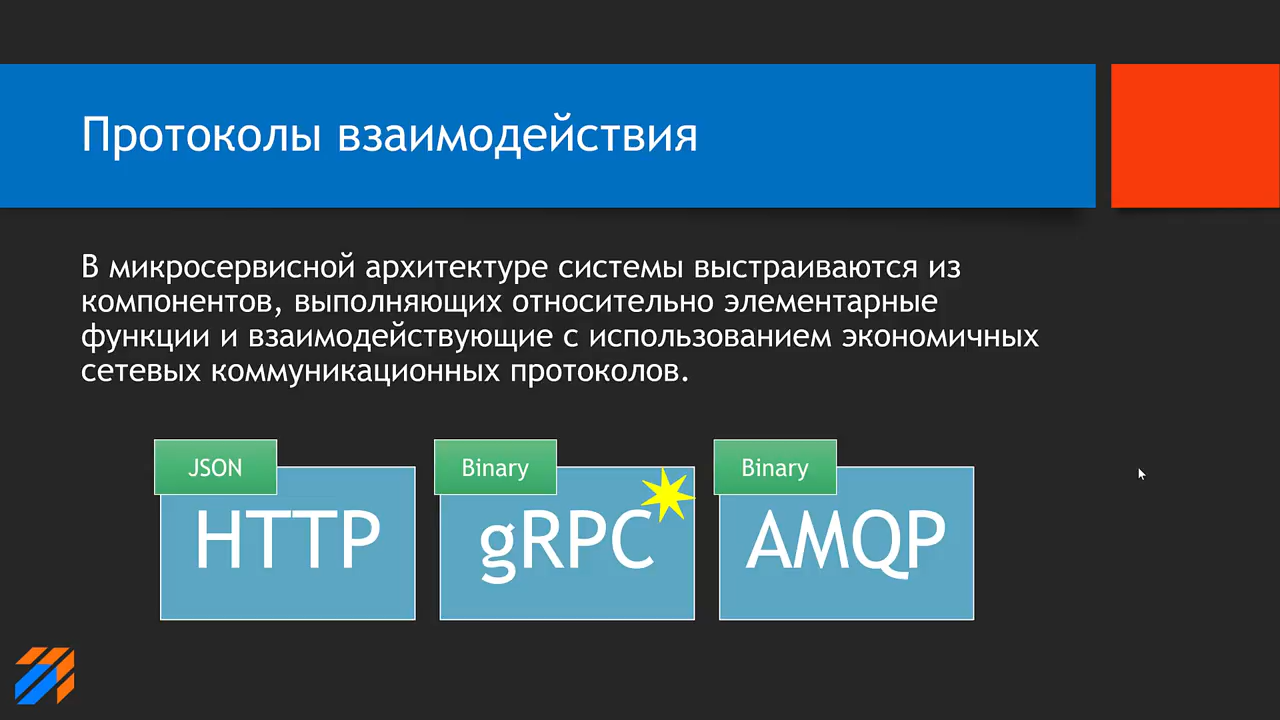 Протоколы взаимодействия
В микросервисной архитектуре системы выстраиваются из
компонентов, выполняющих относительно элементарные
функции и взаимодействующие с использованием экономичных
сетевых коммуникационных протоколов.
JSON
HTTP
Binary
gRPC
Binary
AMQP